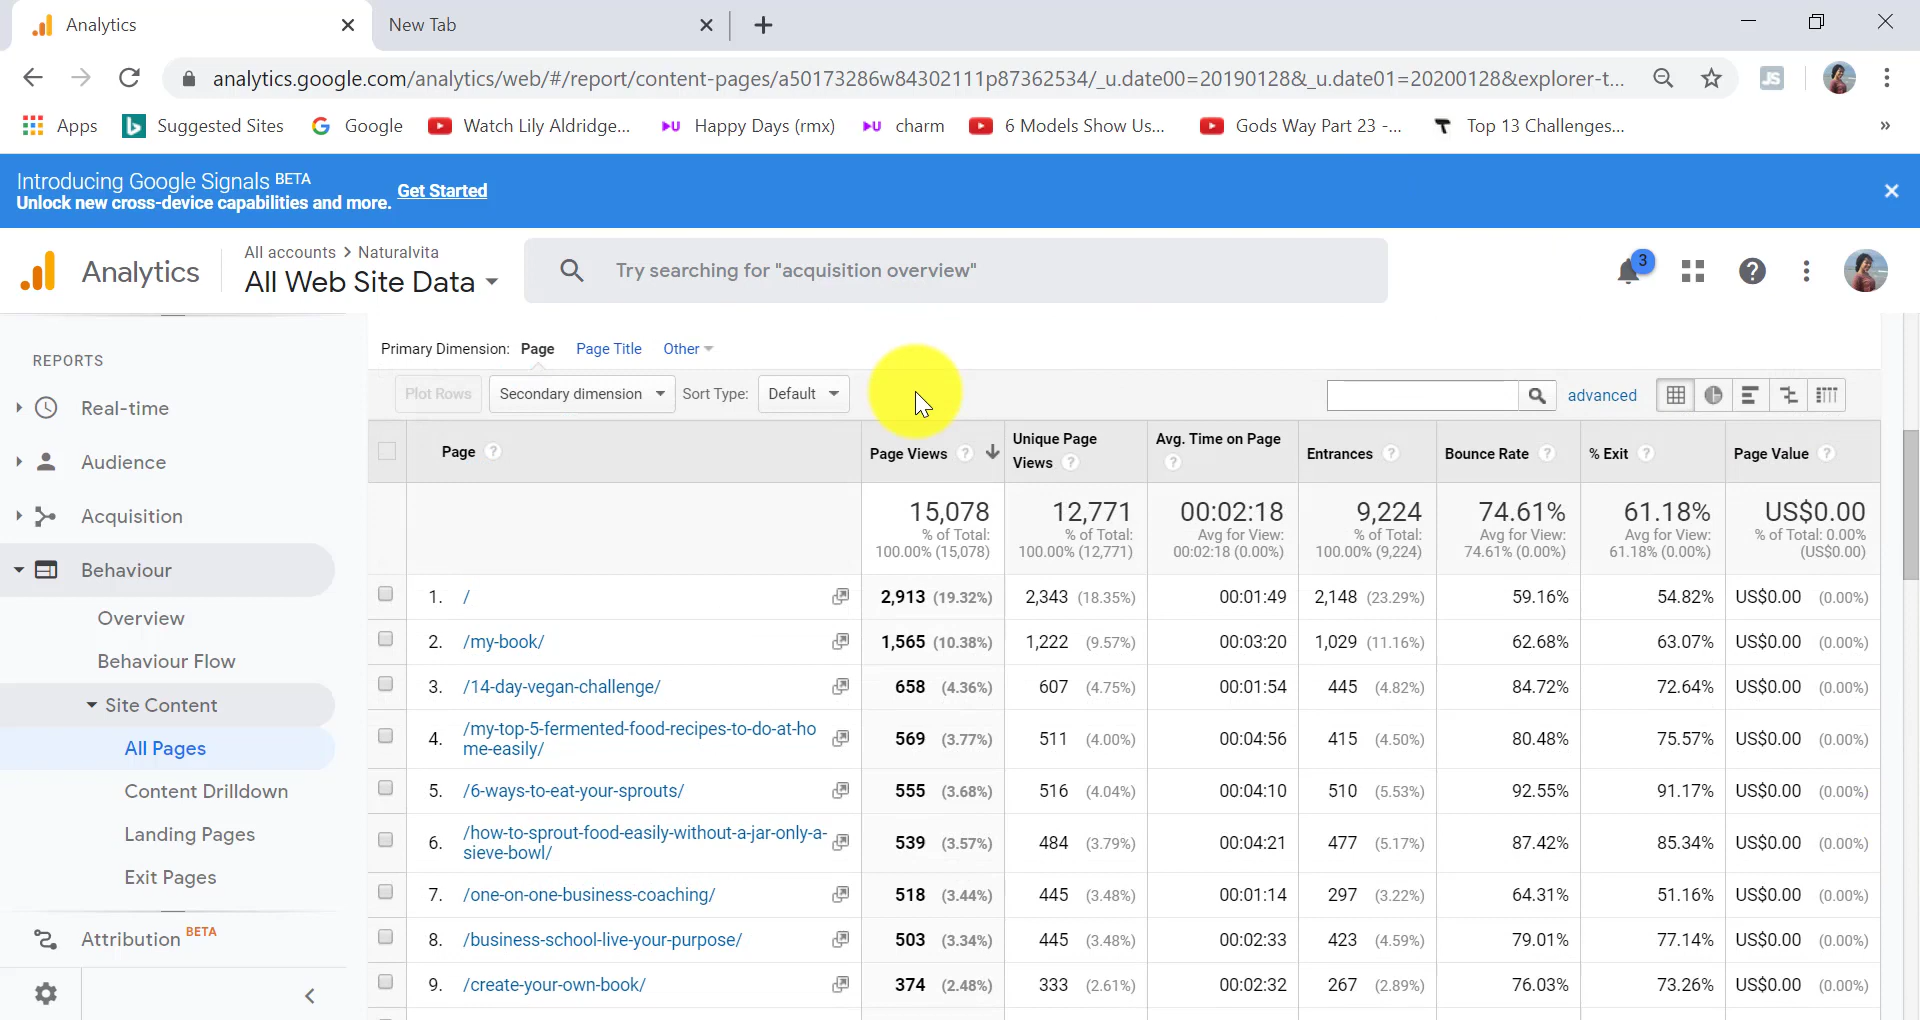 Analytics
New Tab
analytics.google.com/analytics/web/#/report/content-pages/a50173286w84302111p87362534/_u.date00=20190128&_u.date01=20200128&explorer-t...
JS
Apps
Suggested Sites
Google
Watch Lily Aldridge...
Happy Days (rmx)
charm
6 Models Show Us...
Gods Way Part 23 -...
Top 13 Challenges...
»
Introducing Google Signals BETA
Unlock new cross-device capabilities and more.
Get Started
Analytics
All accounts > Naturalvita
All Web Site Data
Try searching for "acquisition overview"
3
REPORTS
Real-time
Audience
Acquisition
Behaviour
Overview
Behaviour Flow
Site Content
All Pages
Content Drilldown
Landing Pages
Exit Pages
Attribution BETA
Primary Dimension: Page Page Title Other
Plot Rows Secondary dimension Sort Type: Default advanced
Page Page Views Unique Page Views Avg. Time on Page Entrances Bounce Rate % Exit Page Value
15,078 12,771 00:02:18 9,224 74.61% 61.18% US$0.00
% of Total: % of Total: Avg for View: % of Total: Avg for View: Avg for View: % of Total: 0.00%
100.00% (15,078) 100.00% (12,771) 00:02:18 (0.00%) 100.00% (9,224) 74.61% (0.00%) 61.18% (0.00%) (US$0.00)
1. / 2,913 (19.32%) 2,343 (18.35%) 00:01:49 2,148 (23.29%) 59.16% 54.82% US$0.00 (0.00%)
2. /my-book/ 1,565 (10.38%) 1,222 (9.57%) 00:03:20 1,029 (11.16%) 62.68% 63.07% US$0.00 (0.00%)
3. /14-day-vegan-challenge/ 658 (4.36%) 607 (4.75%) 00:01:54 445 (4.82%) 84.72% 72.64% US$0.00 (0.00%)
4. /my-top-5-fermented-food-recipes-to-do-at-ho
me-easily/ 569 (3.77%) 511 (4.00%) 00:04:56 415 (4.50%) 80.48% 75.57% US$0.00 (0.00%)
5. /6-ways-to-eat-your-sprouts/ 555 (3.68%) 516 (4.04%) 00:04:10 510 (5.53%) 92.55% 91.17% US$0.00 (0.00%)
6. /how-to-sprout-food-easily-without-a-jar-only-a-
sieve-bowl/ 539 (3.57%) 484 (3.79%) 00:04:21 477 (5.17%) 87.42% 85.34% US$0.00 (0.00%)
7. /one-on-one-business-coaching/ 518 (3.44%) 445 (3.48%) 00:01:14 297 (3.22%) 64.31% 51.16% US$0.00 (0.00%)
8. /business-school-live-your-purpose/ 503 (3.34%) 445 (3.48%) 00:02:33 423 (4.59%) 79.01% 77.14% US$0.00 (0.00%)
9. /create-your-own-book/ 374 (2.48%) 333 (2.61%) 00:02:32 267 (2.89%) 76.03% 73.26% US$0.00 (0.00%)